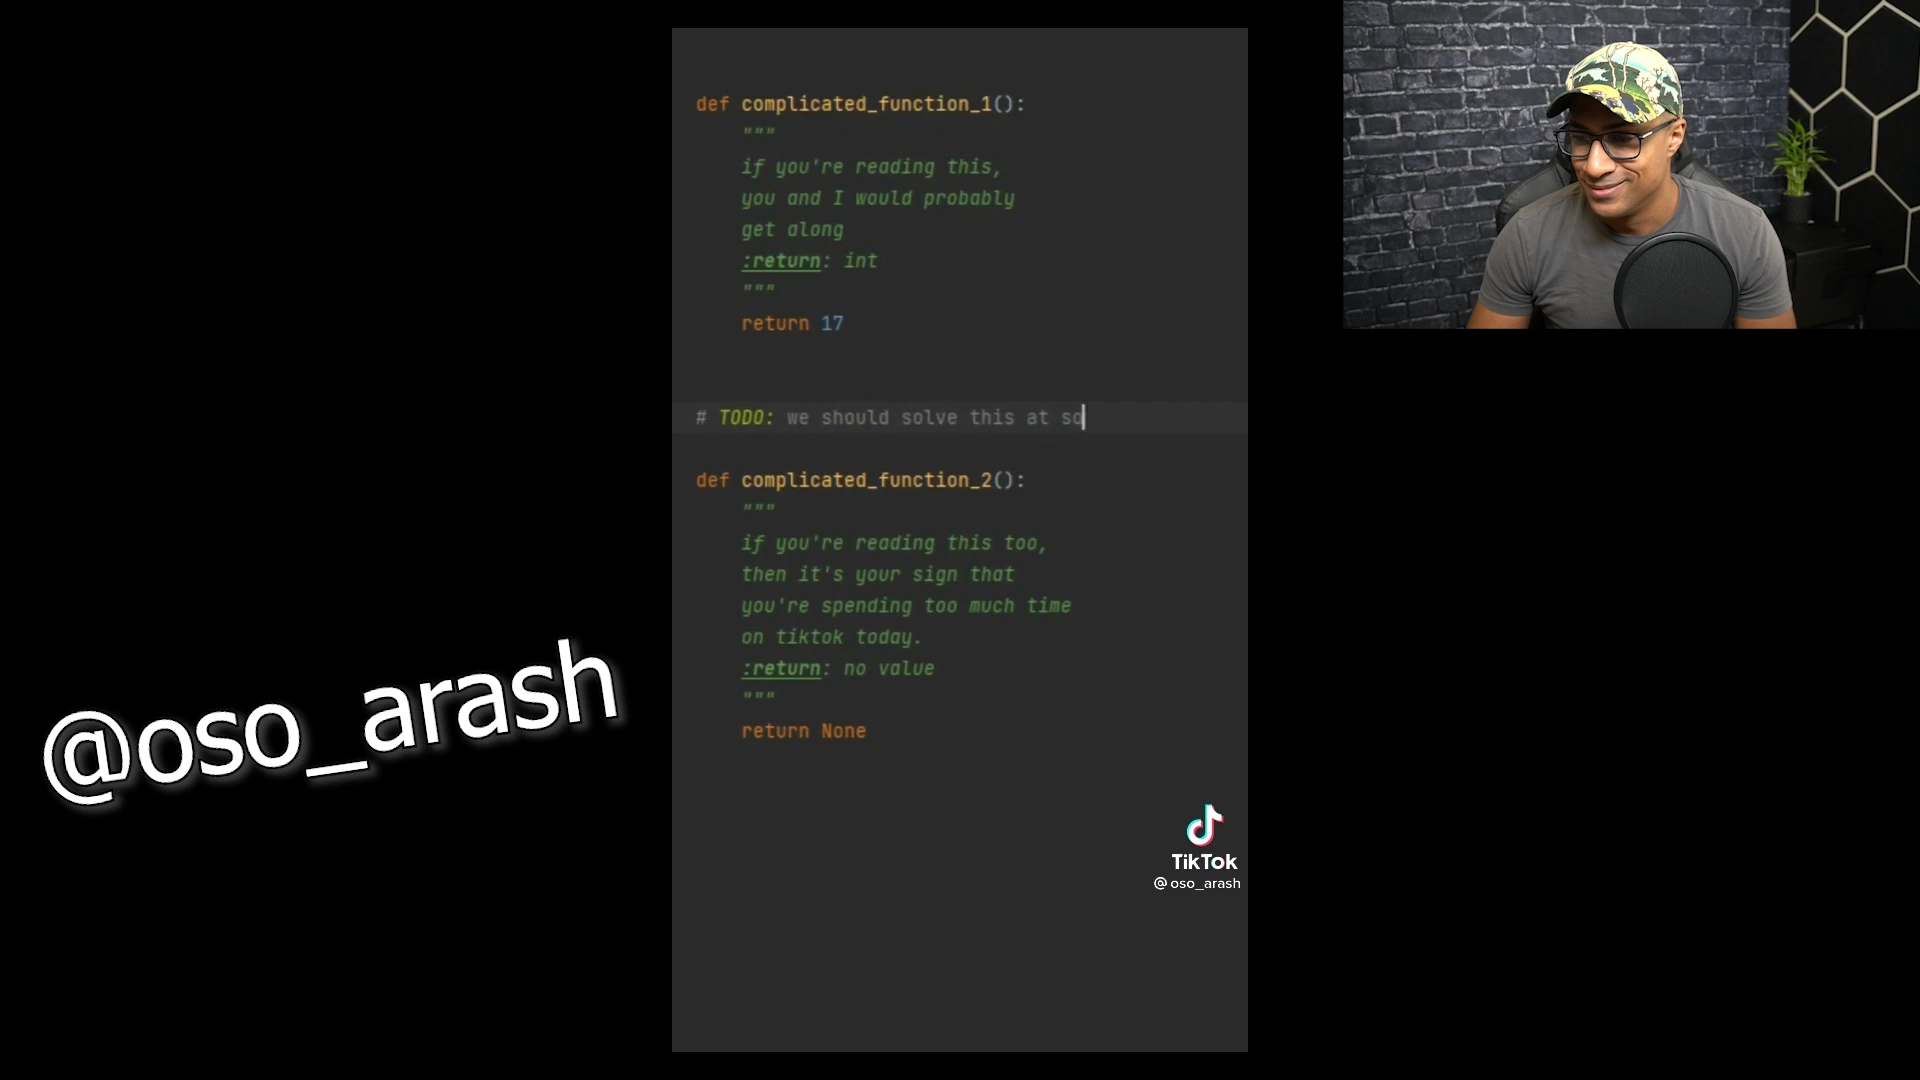 def complicated_function_1():
"""
if you're reading this,
you and I would probably
get along
:return: int
"""
return 17
# TODO: we should solve this at so
def complicated_function_2():
"""
if you're reading this too,
then it's your sign that
you're spending too much time
on tiktok today.
:return: no value
"""
return None
@oso_arash
TikTok
@oso_arash